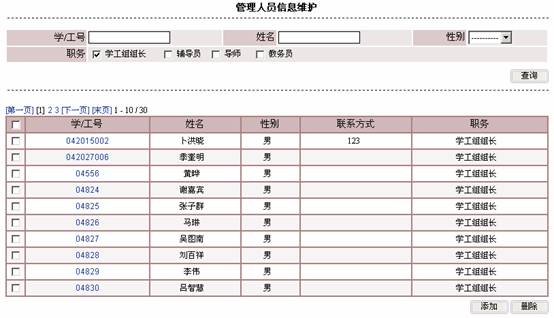 管理人员信息维护
学/工号 姓名 性别 ----------
职务 学工组组长 辅导员 导师 教务员
查询
[第一页] [1] 2 3 [下一页] [末页] 1 - 10 / 30
学/工号 姓名 性别 联系方式 职务
042015002 卜洪晓 男 123 学工组组长
042027006 季奎明 男 学工组组长
04556 黄晔 男 学工组组长
04824 谢嘉宾 男 学工组组长
04825 张子群 男 学工组组长
04826 马琳 男 学工组组长
04827 吴图南 男 学工组组长
04828 刘百祥 男 学工组组长
04829 李伟 男 学工组组长
04830 吕智慧 男 学工组组长
添加 删除